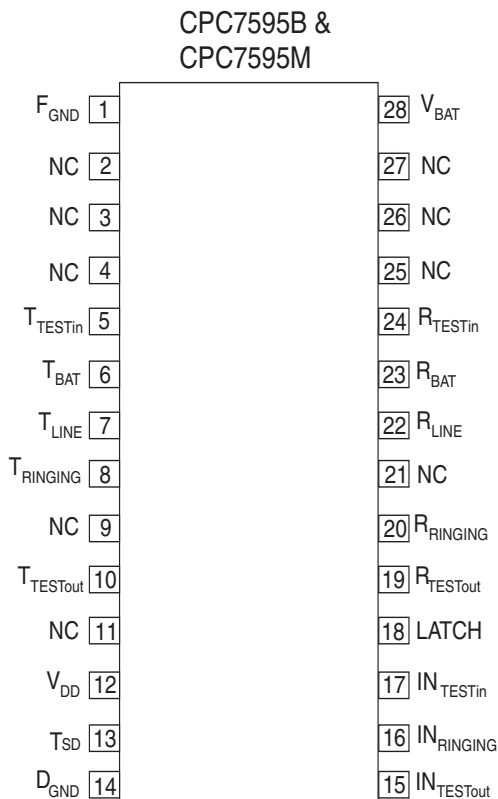 CPC7595B &
CPC7595M
FGND 1 28 VBAT
NC 2 27 NC
NC 3 26 NC
NC 4 25 NC
TTESTin 5 24 RTESTin
TBAT 6 23 RBAT
TLINE 7 22 RLINE
TRINGING 8 21 NC
NC 9 20 RRINGING
TTESTout 10 19 RTESTout
NC 11 18 LATCH
VDD 12 17 INTESTin
TSD 13 16 INRINGING
DGND 14 15 INTESTout